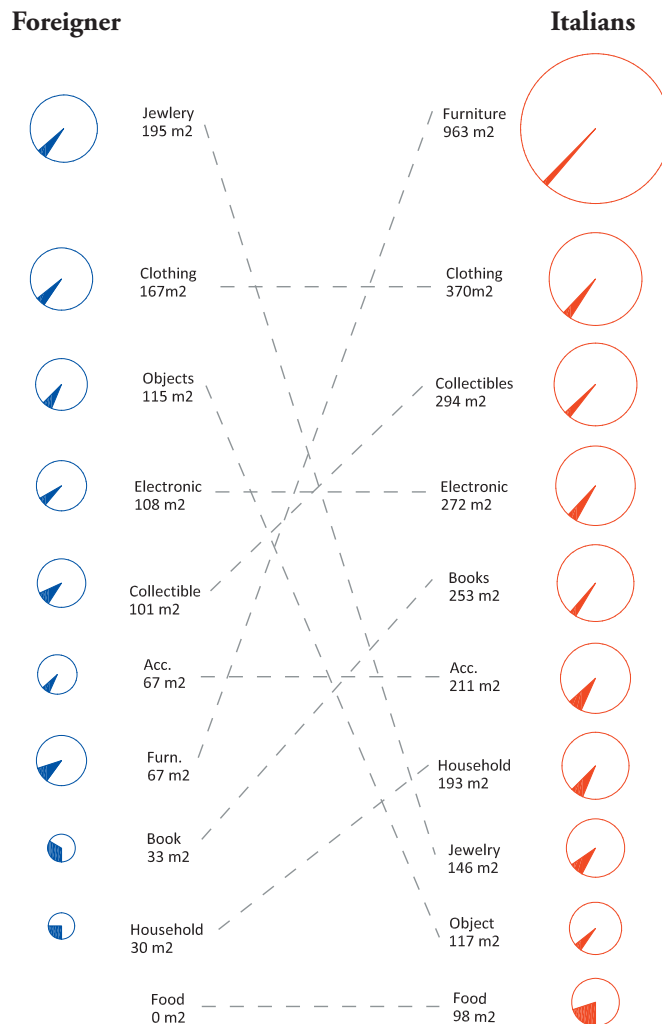 Foreigner
Italians
Jewlery
195 m2
Furniture
963 m2
Clothing
167m2
Clothing
370m2
Objects
115 m2
Collectibles
294 m2
Electronic
108 m2
Electronic
272 m2
Collectible
101 m2
Books
253 m2
Acc.
67 m2
Acc.
211 m2
Furn.
67 m2
Household
193 m2
Book
33 m2
Jewelry
146 m2
Household
30 m2
Object
117 m2
Food
0 m2
Food
98 m2